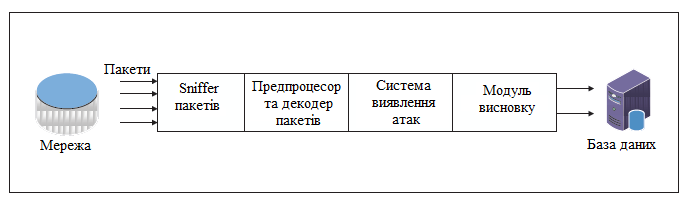 Пакети
Мережа
Sniffer
пакетів
Предпроцесор
та декодер
пакетів
Система
виявлення
атак
Модуль
висновку
База даних